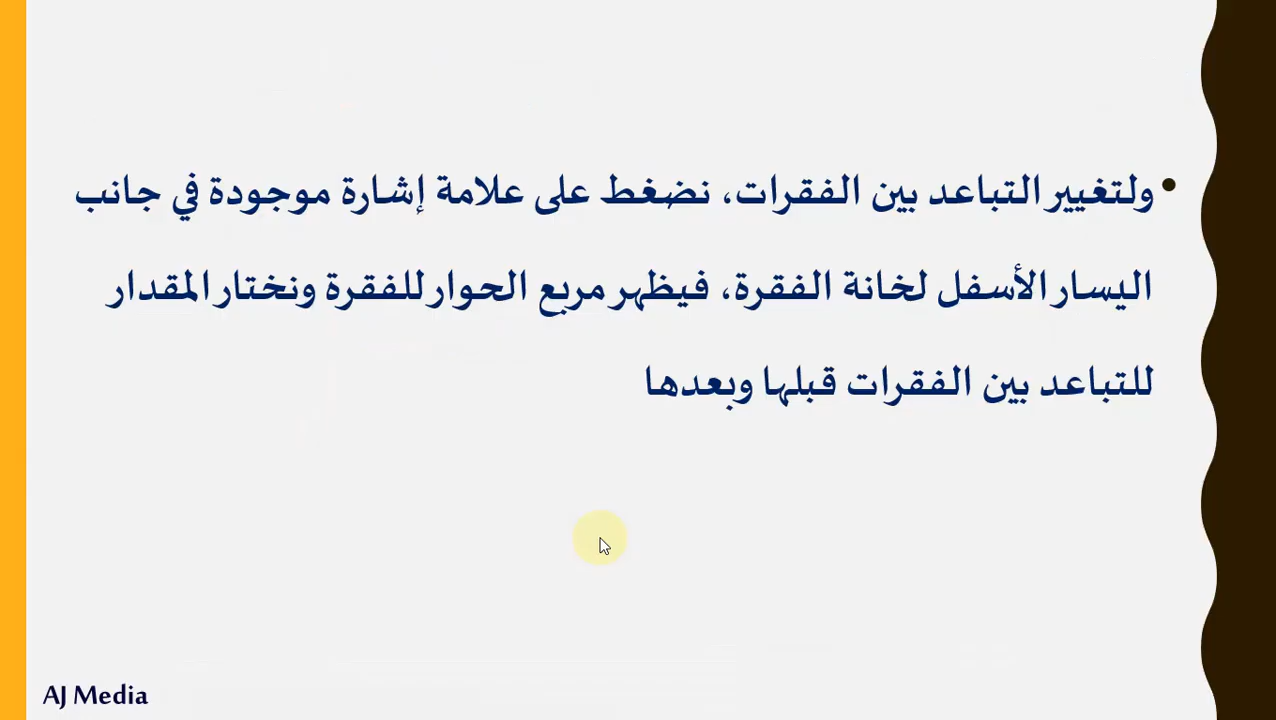 • ولتغيير التباعد بين الفقرات، نضغط على علامة إشارة موجودة في جانب
اليسار الأسفل لخانة الفقرة، فيظهر مربع الحوار للفقرة ونختار المقدار
للتباعد بين الفقرات قبلها وبعدها
AJ Media